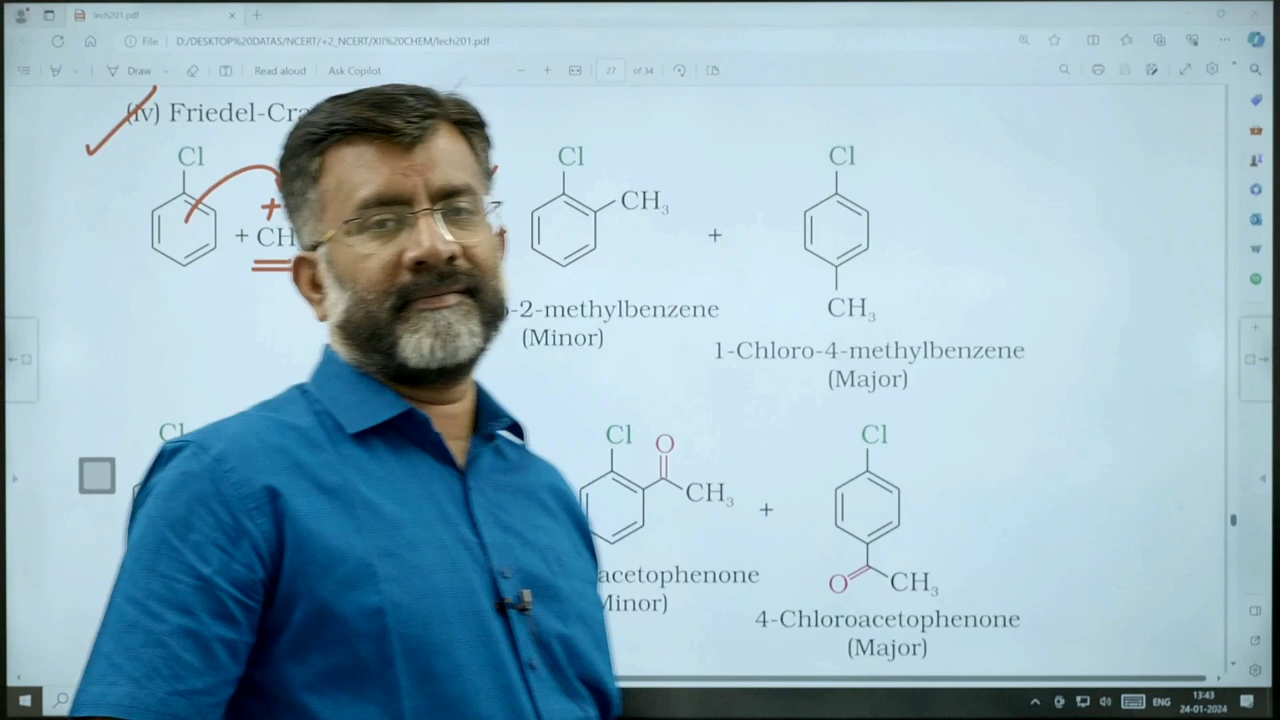 lech201.pdf
File D:/DESKTOP%20DATAS/NCERT/+2_NCERT/XII%20CHEM/lech201.pdf
Draw Read aloud Ask Copilot 27 of 34
(iv) Friedel-Cra
Cl Cl Cl
+ CH CH₃ +
-2-methylbenzene CH₃
(Minor)
1-Chloro-4-methylbenzene
(Major)
Cl Cl O Cl
CH₃ +
acetophenone O CH₃
Minor)
4-Chloroacetophenone
(Major)
ENG 13:43
24-01-2024